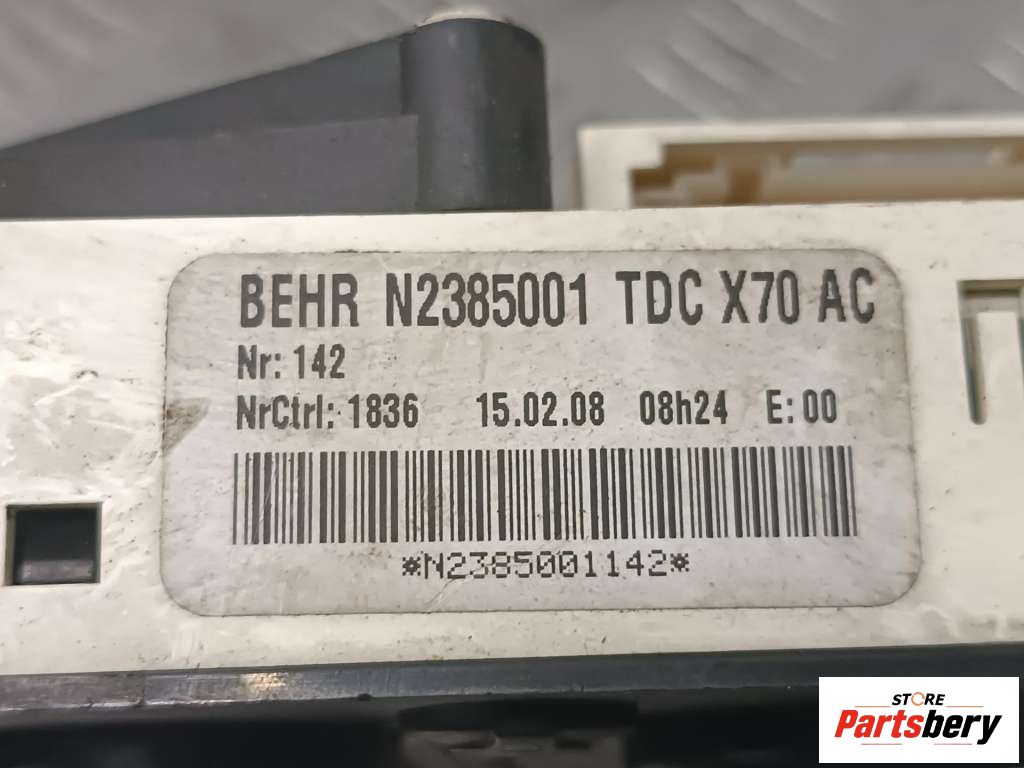 BEHR N2385001 TDC X70 AC
Nr: 142
NrCtrl: 1836 15.02.08 08h24 E: 00
*N2385001142*
STORE
Partsbery